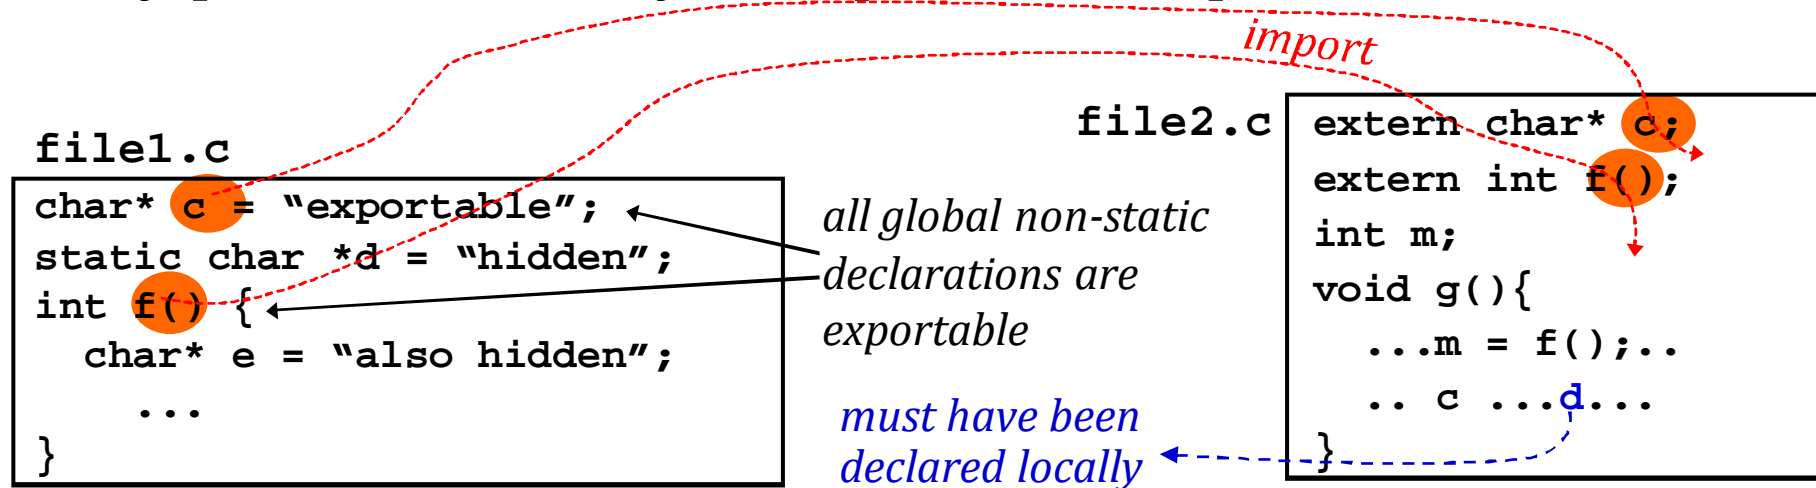 import
file1.c
char* c = “exportable”;
static char *d = “hidden”;
int f() {
char* e = “also hidden”;
...
}
all global non-static
declarations are
exportable
must have been
declared locally
file2.c
extern char* c;
extern int f();
int m;
void g(){
...m = f();..
.. c ...d...
}